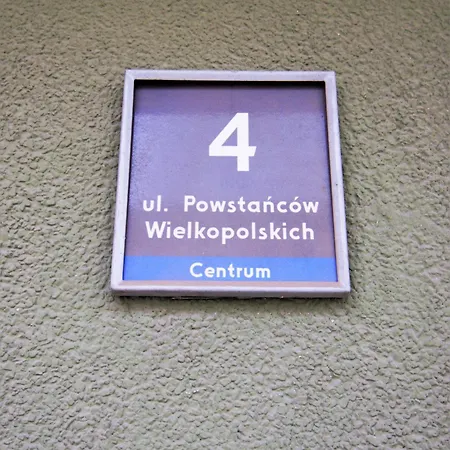 4
ul. Powstańców
Wielkopolskich
Centrum